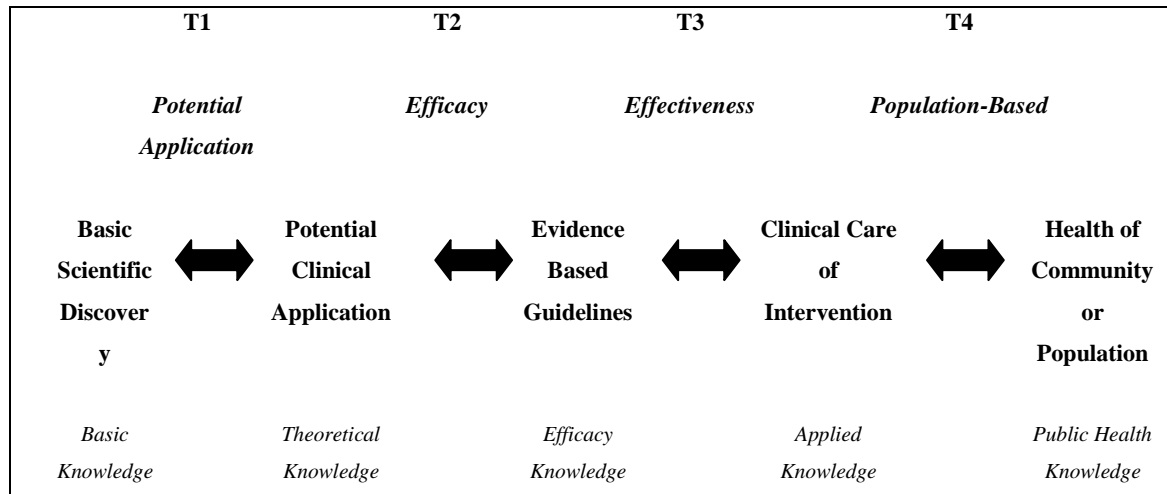 T1 T2 T3 T4
Potential Efficacy Effectiveness Population-Based
Application
Basic Potential Evidence Clinical Care Health of
Scientific Clinical Based of Community
Discover Application Guidelines Intervention or
y Population
Basic Theoretical Efficacy Applied Public Health
Knowledge Knowledge Knowledge Knowledge Knowledge